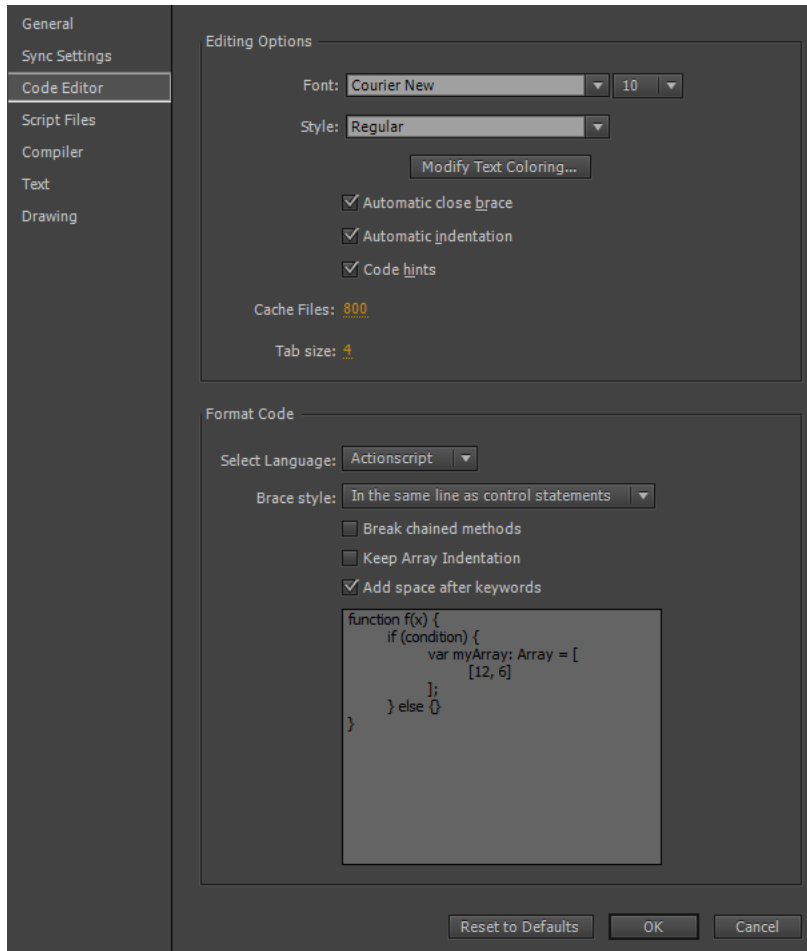 General
Sync Settings
Code Editor
Script Files
Compiler
Text
Drawing
Editing Options
Font: Courier New 10
Style: Regular
Modify Text Coloring...
Automatic close brace
Automatic indentation
Code hints
Cache Files: 800
Tab size: 4
Format Code
Select Language: Actionscript
Brace style: In the same line as control statements
Break chained methods
Keep Array Indentation
Add space after keywords
function f(x) {
if (condition) {
var myArray: Array = [
[12, 6]
];
} else {}
}
Reset to Defaults OK Cancel